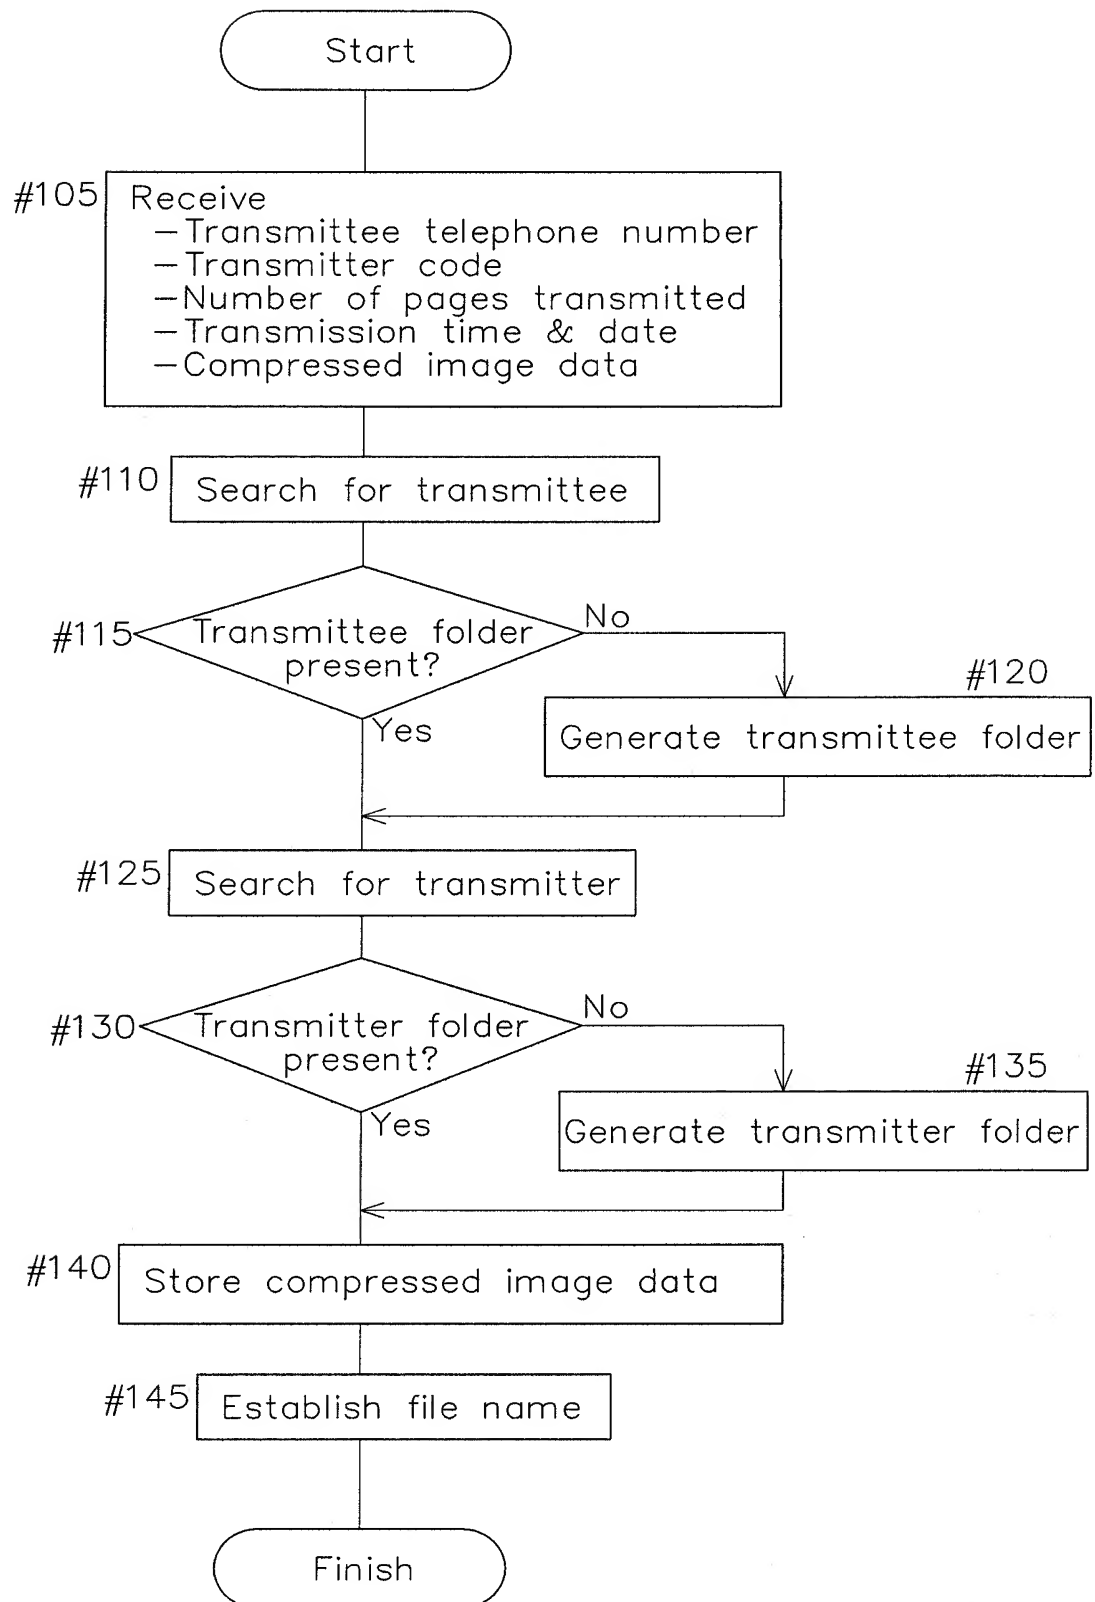 Start
#105
Receive
-Transmittee telephone number
-Transmitter code
-Number of pages transmitted
-Transmission time & date
-Compressed image data
#110
Search for transmittee
#115
Transmittee folder
present?
No
Yes
#120
Generate transmittee folder
#125
Search for transmitter
#130
Transmitter folder
present?
No
Yes
#135
Generate transmitter folder
#140
Store compressed image data
#145
Establish file name
Finish